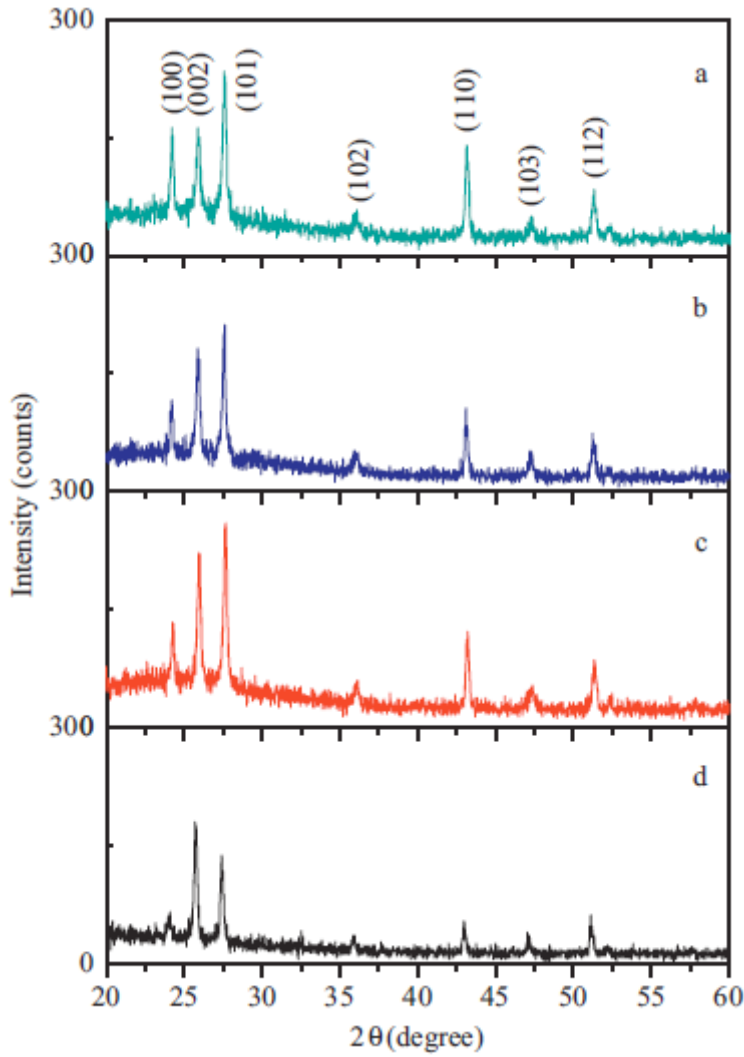 300
(100)
(002)
(101)
(102)
(110)
(103)
(112)
a
300
b
300
c
300
d
0
20 25 30 35 40 45 50 55 60
2θ(degree)
Intensity (counts)